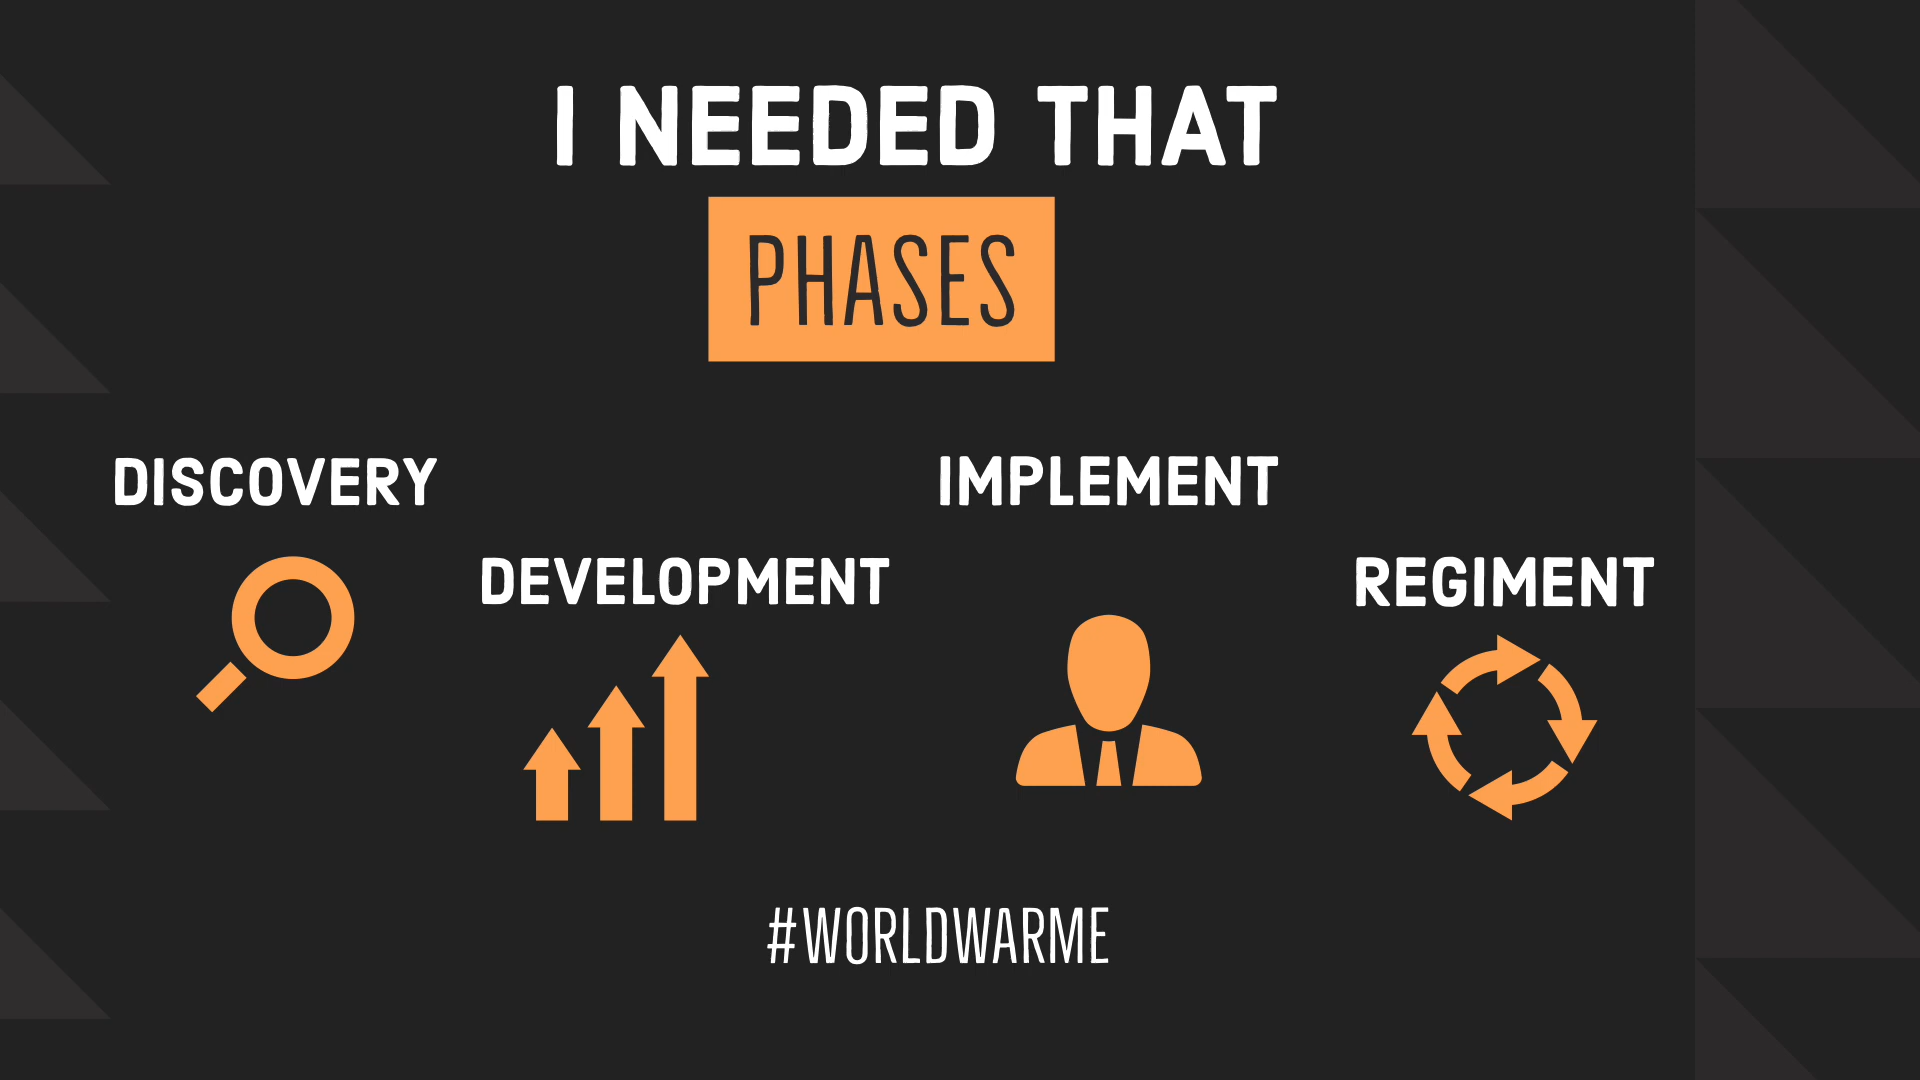 I NEEDED THAT
PHASES
DISCOVERY
DEVELOPMENT
IMPLEMENT
REGIMENT
#WORLDWARME